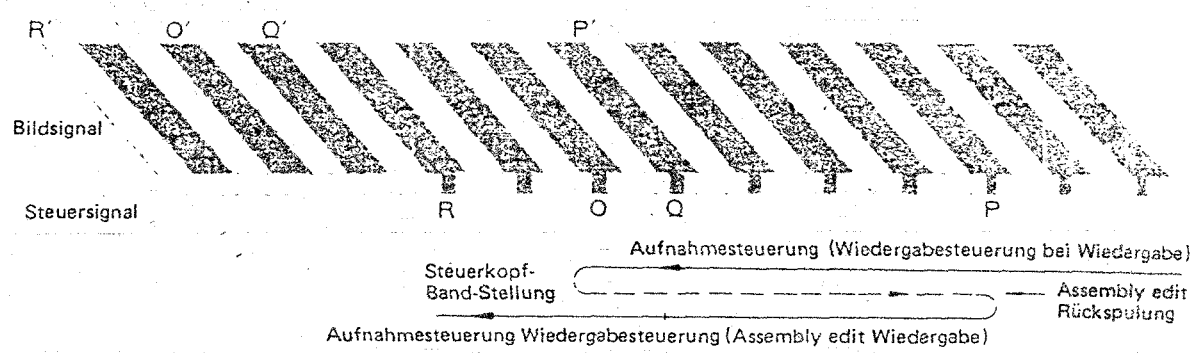 R′ O′ Q′ P′
Bildsignal
Steuersignal
R O Q P
Aufnahmesteuerung (Wiedergabesteuerung bei Wiedergabe)
Steuerkopf-
Band-Stellung
Assembly edit
Rückspulung
Aufnahmesteuerung Wiedergabesteuerung (Assembly edit Wiedergabe)